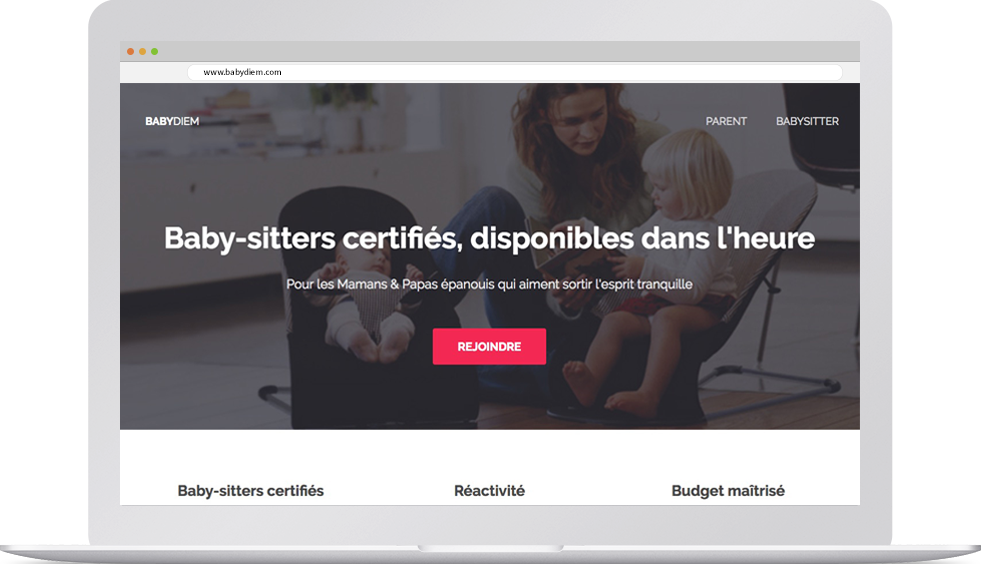 www.babydiem.com
BABYDIEM
PARENT
BABYSITTER
Baby-sitters certifiés, disponibles dans l'heure
Pour les Mamans & Papas épanouis qui aiment sortir l'esprit tranquille
REJOINDRE
Baby-sitters certifiés
Réactivité
Budget maîtrisé